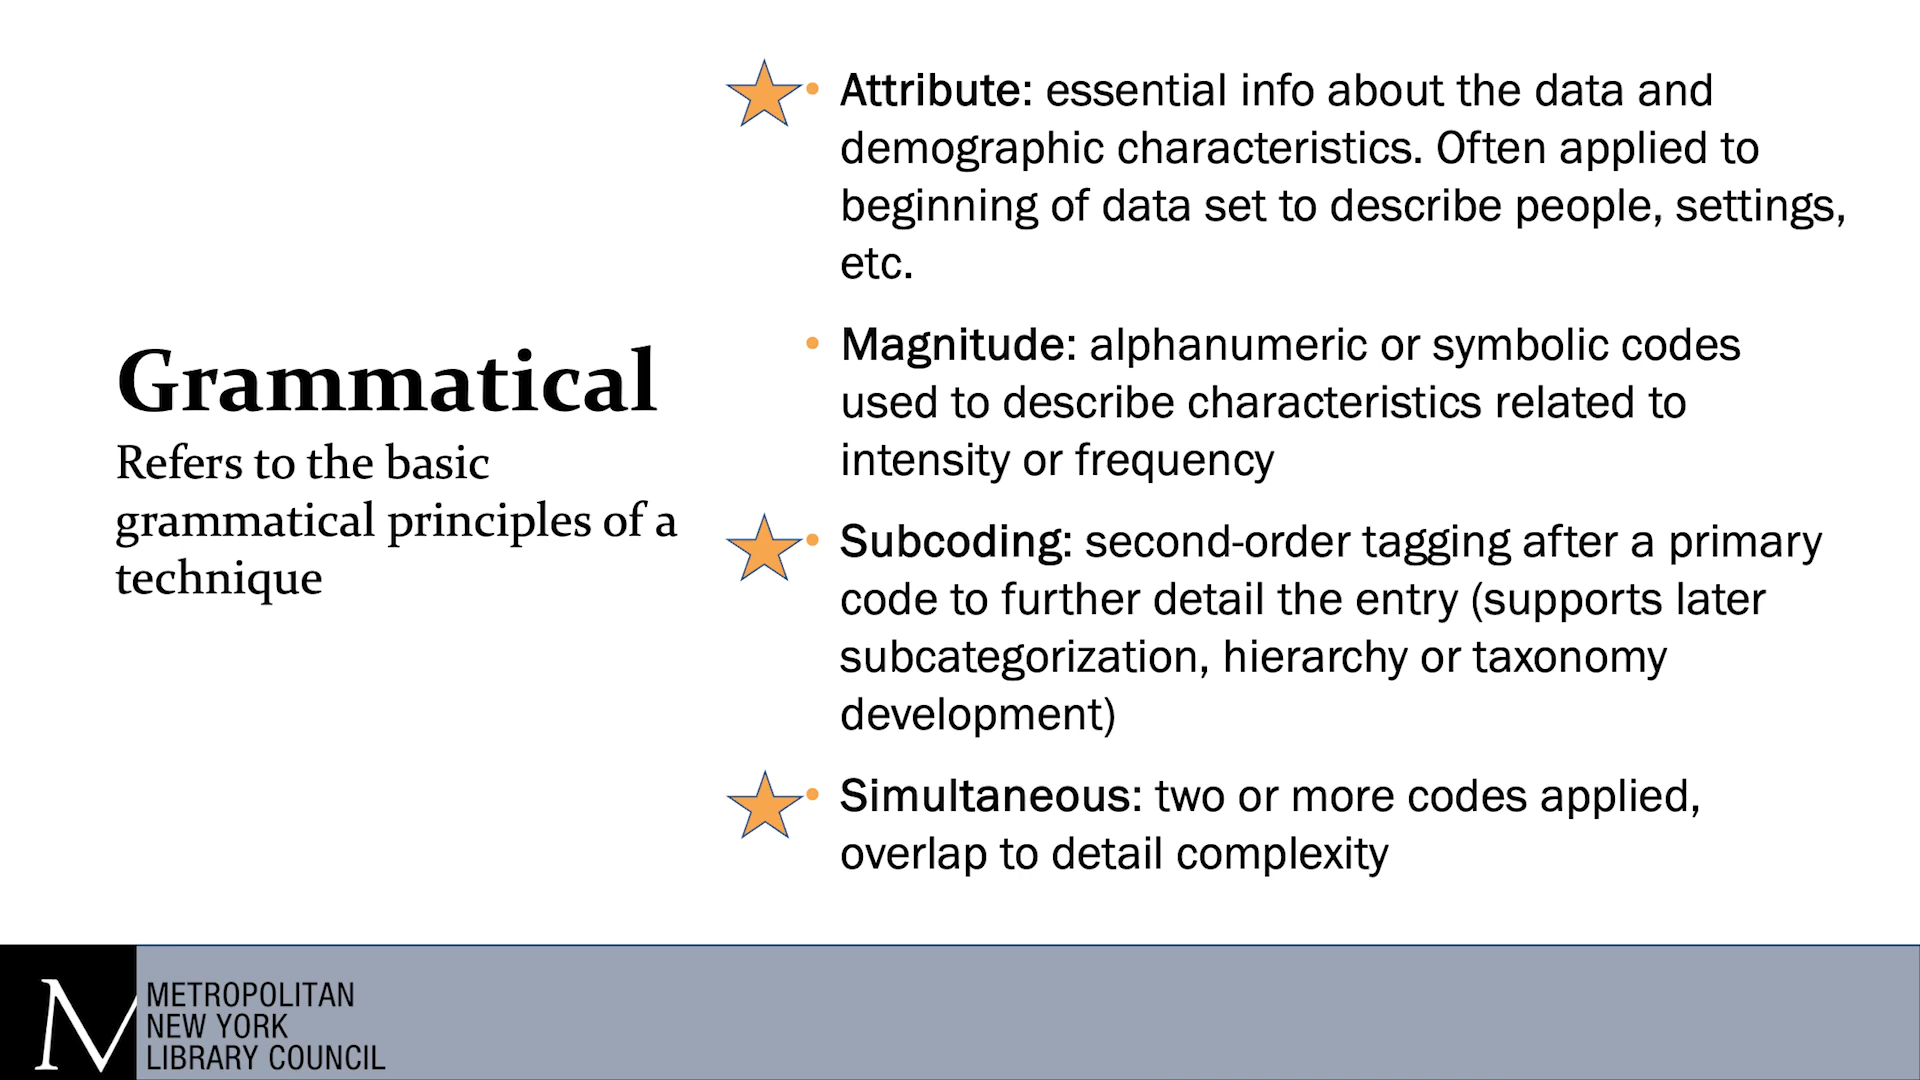 Grammatical
Refers to the basic
grammatical principles of a
technique
• Attribute: essential info about the data and
demographic characteristics. Often applied to
beginning of data set to describe people, settings,
etc.
• Magnitude: alphanumeric or symbolic codes
used to describe characteristics related to
intensity or frequency
• Subcoding: second-order tagging after a primary
code to further detail the entry (supports later
subcategorization, hierarchy or taxonomy
development)
• Simultaneous: two or more codes applied,
overlap to detail complexity
M
METROPOLITAN
NEW YORK
LIBRARY COUNCIL